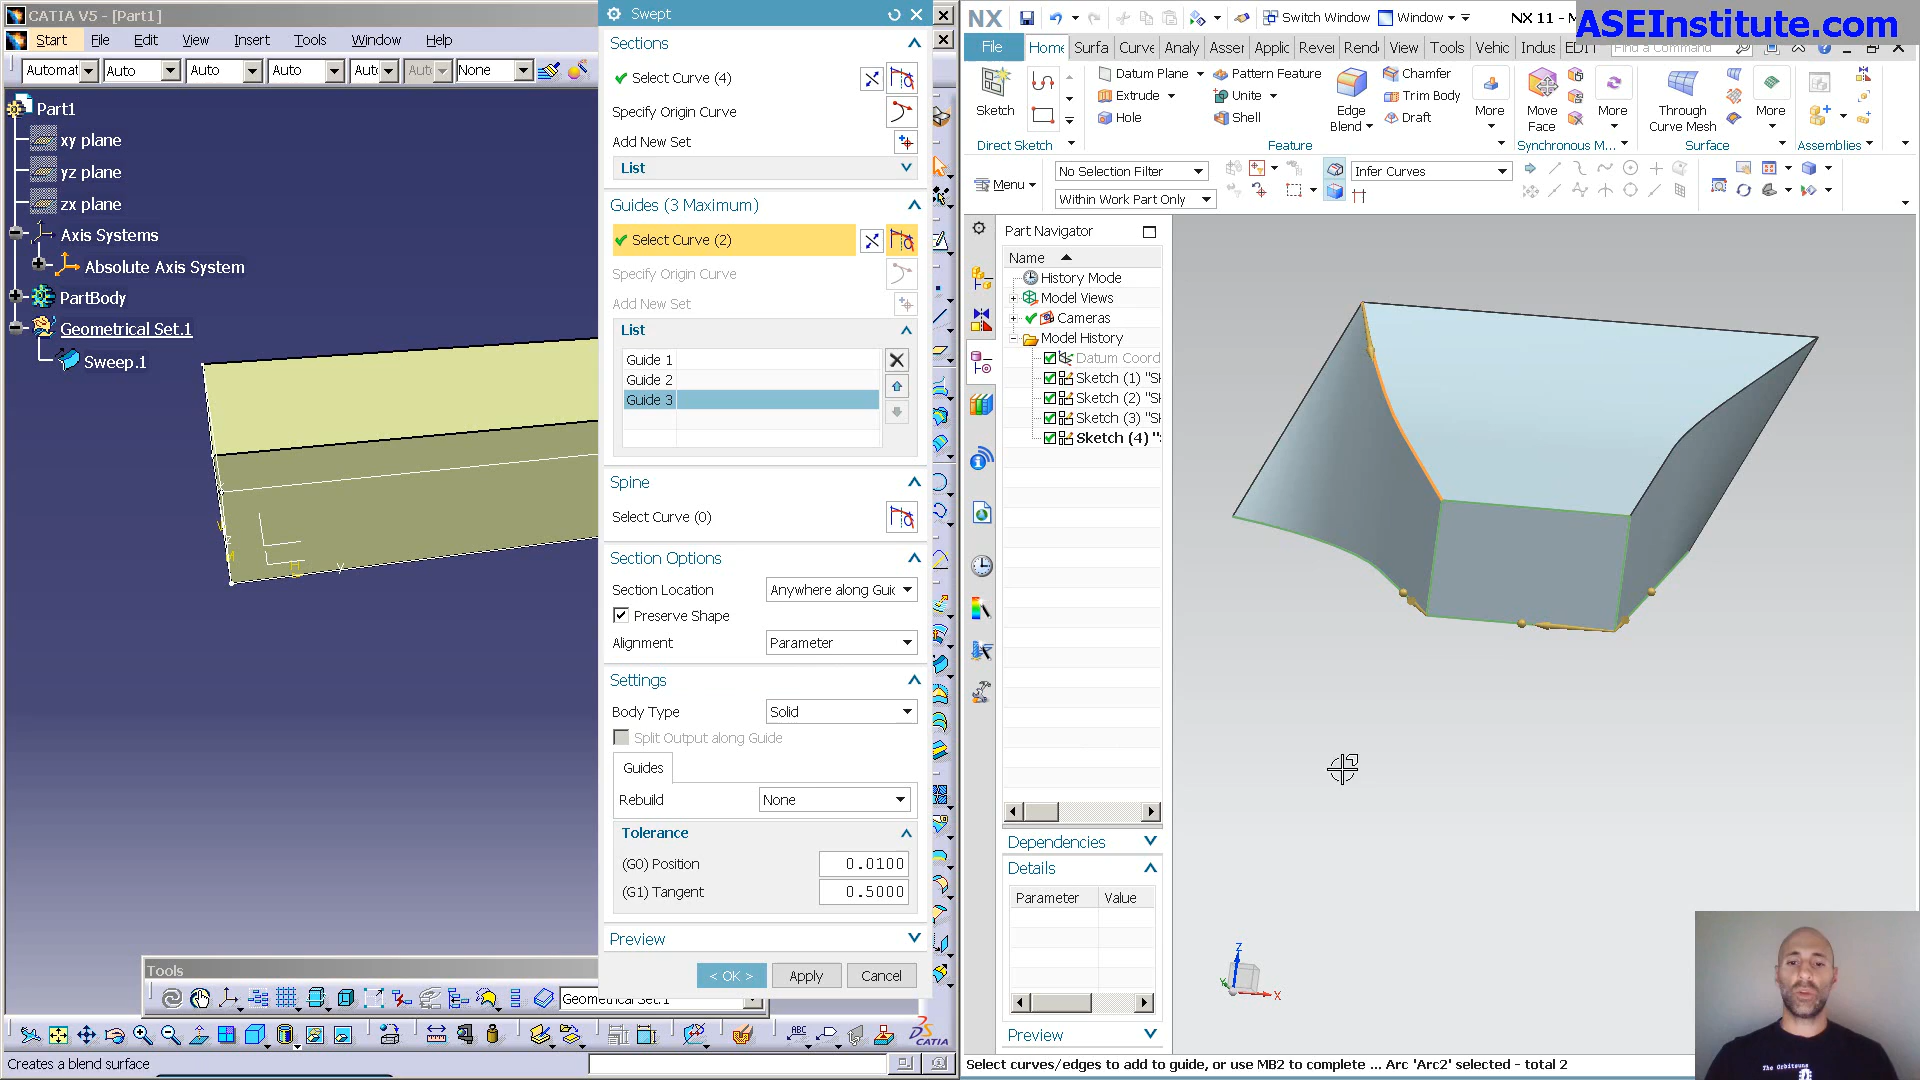 CATIA V5 - [Part1]
Start File Edit View Insert Tools Window Help
Automat Auto Auto Auto Aut Aut None
Part1
xy plane
yz plane
zx plane
Axis Systems
Absolute Axis System
PartBody
Geometrical Set.1
Sweep.1
Tools
Geometrical Set.1
CATIA
Creates a blend surface
Swept
Sections
Select Curve (4)
Specify Origin Curve
Add New Set
List
Guides (3 Maximum)
Select Curve (2)
Specify Origin Curve
Add New Set
List
Guide 1
Guide 2
Guide 3
Spine
Select Curve (0)
Section Options
Section Location Anywhere along Guid
Preserve Shape
Alignment Parameter
Settings
Body Type Solid
Split Output along Guide
Guides
Rebuild None
Tolerance
(G0) Position 0.0100
(G1) Tangent 0.5000
Preview
< OK > Apply Cancel
NX Switch Window Window NX 11 - M
ASEInstitute.com
File Home Surfa Curve Analy Asser Applic Revei Rend View Tools Vehic Indus Find a Command
Sketch
Direct Sketch
Datum Plane Pattern Feature
Extrude Unite
Hole Shell
Edge Blend
Chamfer
Trim Body
Draft
More
Feature
Move Face
More
Synchronous M...
Through Curve Mesh
More
Surface
Assemblies
Menu No Selection Filter Infer Curves
Within Work Part Only
Part Navigator
Name
History Mode
Model Views
Cameras
Model History
Datum Coord
Sketch (1) "Sl
Sketch (2) "Sl
Sketch (3) "Sl
Sketch (4) "
Dependencies
Details
Parameter Value
Preview
Z
Y
X
Select curves/edges to add to guide, or use MB2 to complete ... Arc 'Arc2' selected - total 2